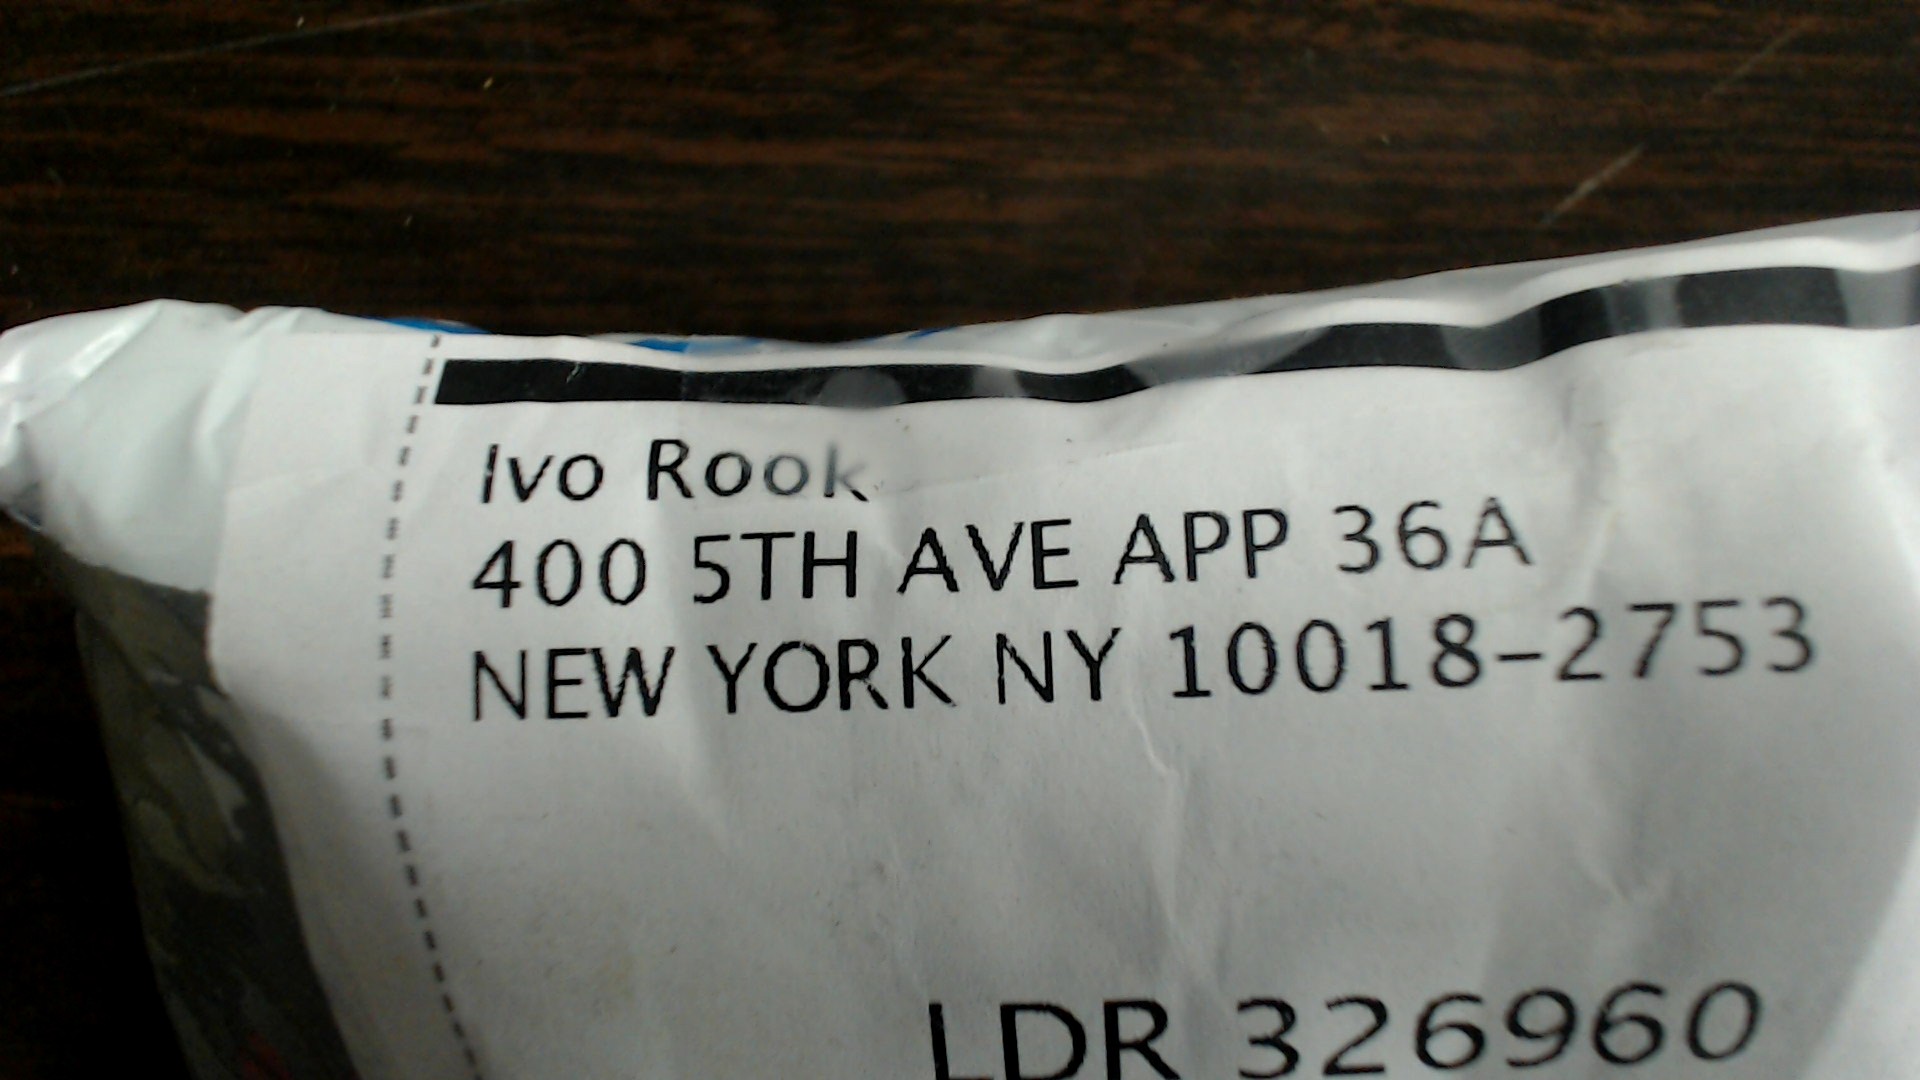 Ivo Rook
400 5TH AVE APP 36A
NEW YORK NY 10018-2753
LDR 326960